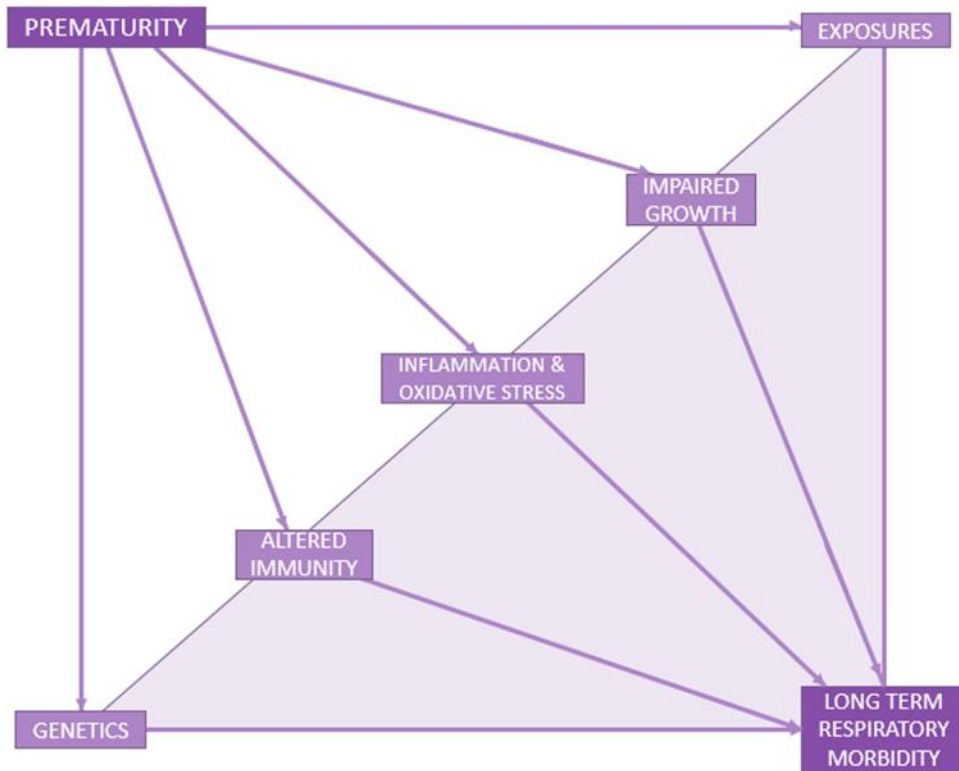 PREMATURITY
EXPOSURES
IMPAIRED
GROWTH
INFLAMMATION &
OXIDATIVE STRESS
ALTERED
IMMUNITY
GENETICS
LONG TERM
RESPIRATORY
MORBIDITY